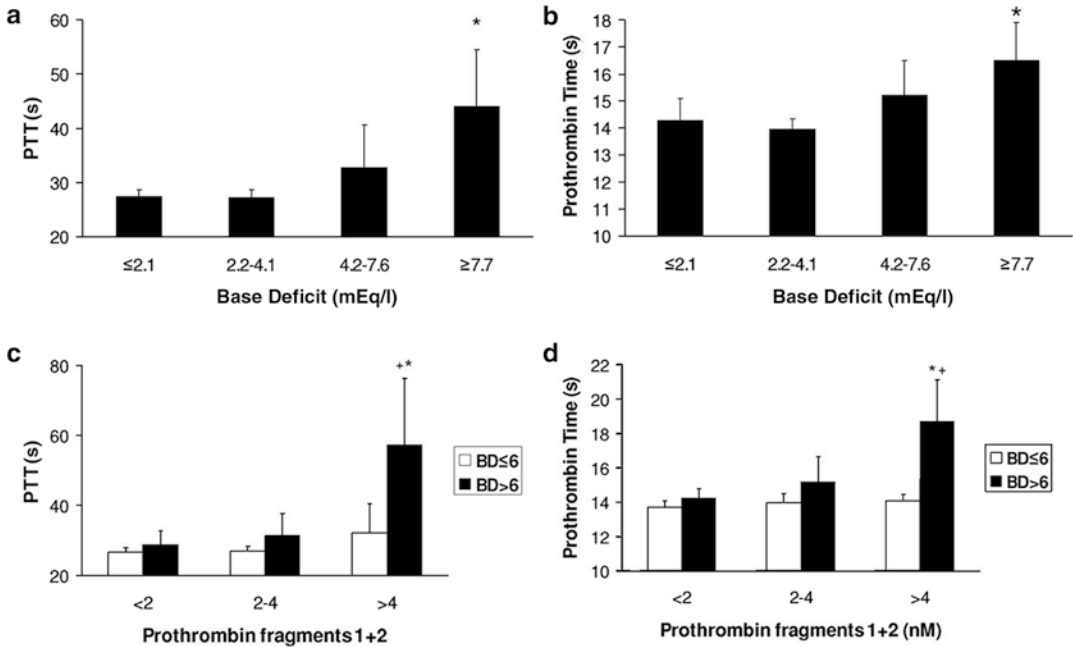 a
60
*
50
40
30
20
PTT(s)
≤2.1
2.2-4.1
4.2-7.6
≥7.7
Base Deficit (mEq/l)
b
18
*
17
16
15
14
13
12
11
10
Prothrombin Time (s)
≤2.1
2.2-4.1
4.2-7.6
≥7.7
Base Deficit (mEq/l)
c
80
+*
60
40
20
PTT(s)
BD≤6
BD>6
<2
2-4
>4
Prothrombin fragments 1+2
d
22
*+
20
18
16
14
12
10
Prothrombin Time (s)
BD≤6
BD>6
<2
2-4
>4
Prothrombin fragments 1+2 (nM)